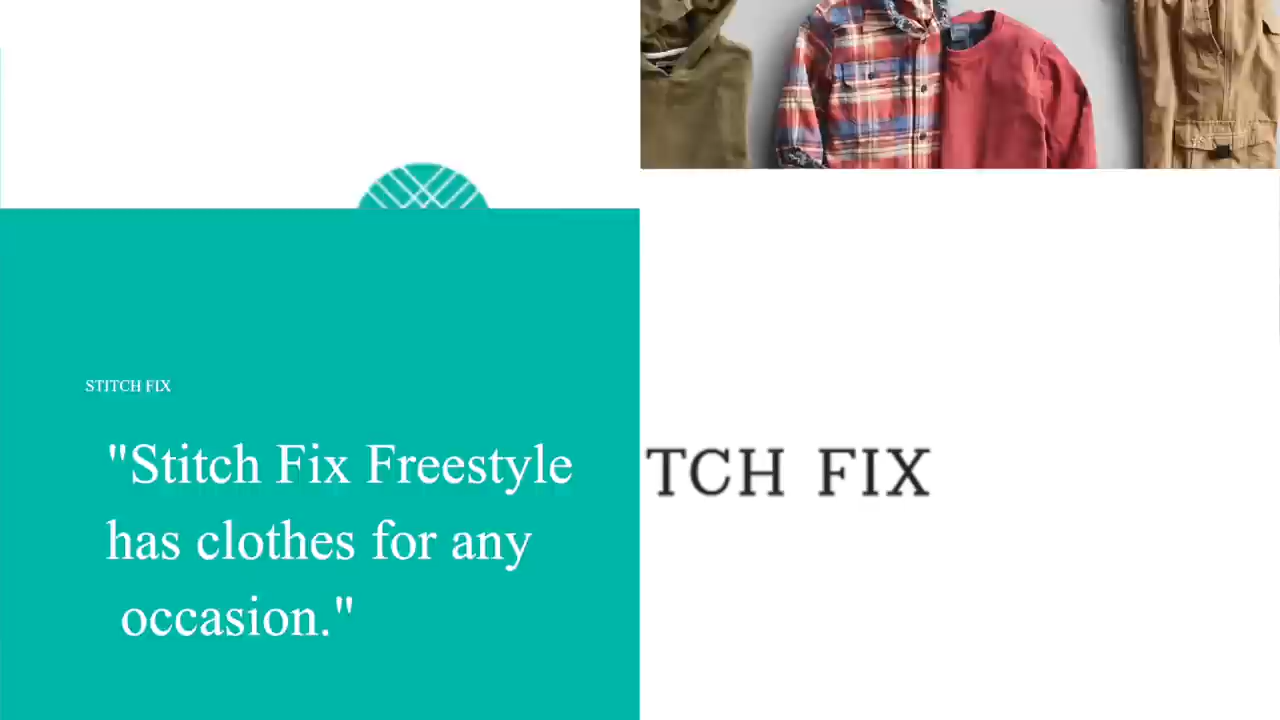 STITCH FIX
"Stitch Fix Freestyle
has clothes for any
occasion."
TCH FIX